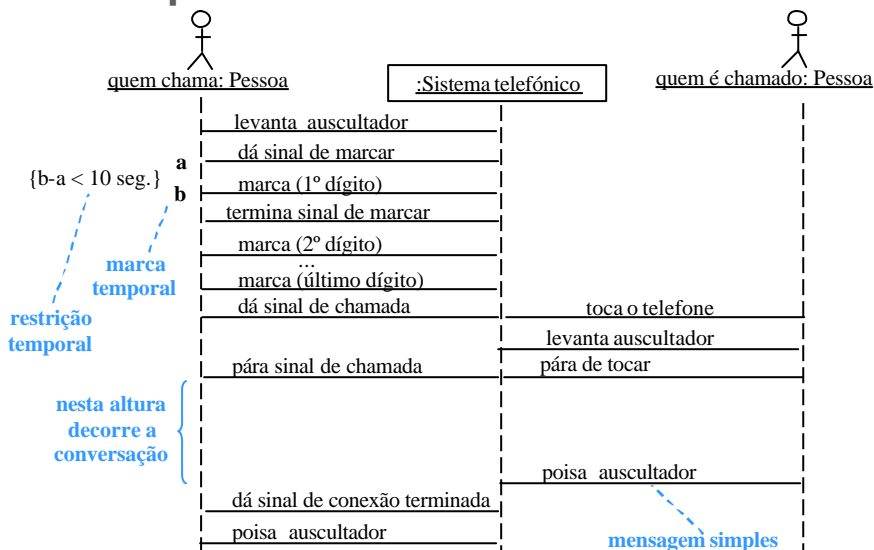 quem chama: Pessoa
:Sistema telefónico
quem é chamado: Pessoa
levanta auscultador
a
dá sinal de marcar
{b-a < 10 seg.}
b
marca (1º dígito)
termina sinal de marcar
marca (2º dígito)
...
marca (último dígito)
marca
temporal
dá sinal de chamada
toca o telefone
restrição
temporal
levanta auscultador
pára sinal de chamada
pára de tocar
nesta altura
decorre a
conversação
poisa auscultador
dá sinal de conexão terminada
poisa auscultador
mensagem simples